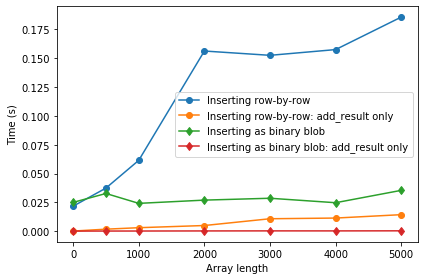 0.175
0.150
0.125
0.100
0.075
0.050
0.025
0.000
Time (s)
Inserting row-by-row
Inserting row-by-row: add_result only
Inserting as binary blob
Inserting as binary blob: add_result only
0 1000 2000 3000 4000 5000
Array length